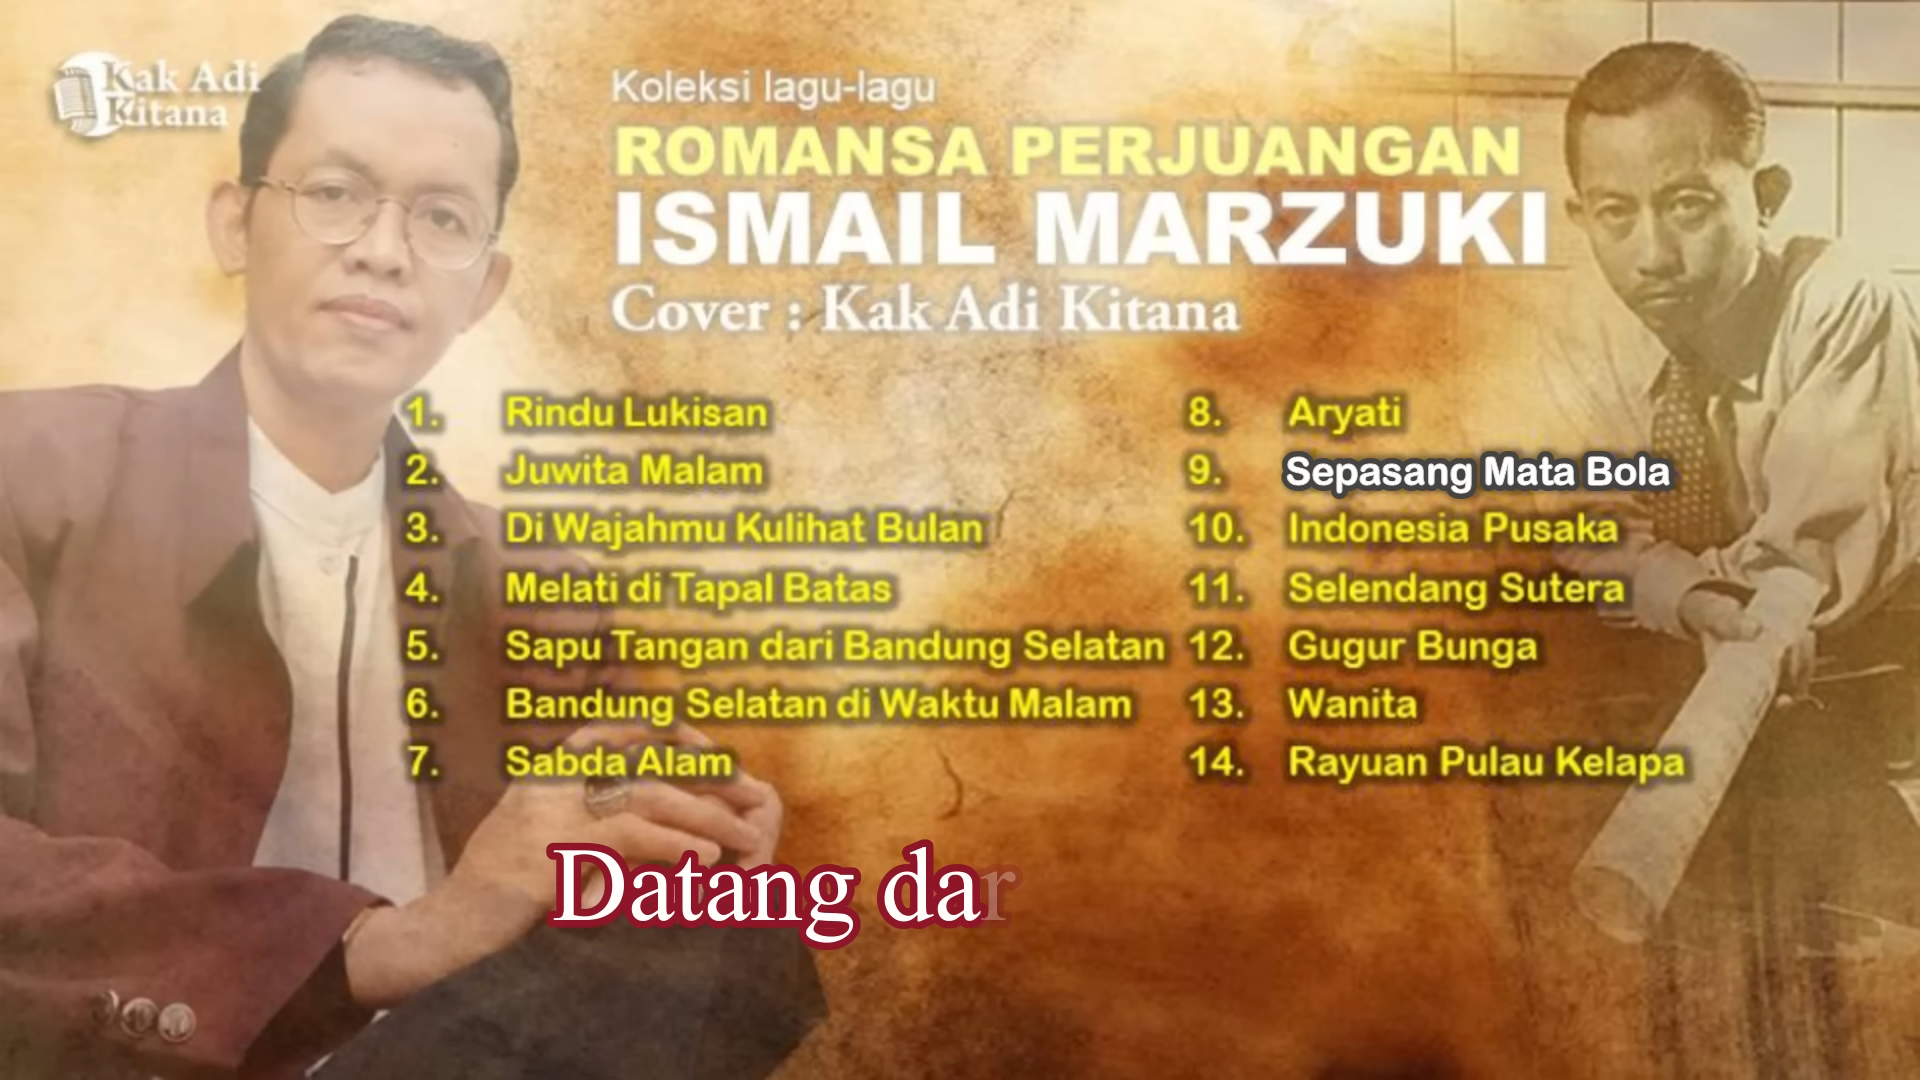 Kak Adi
Kitana
Koleksi lagu-lagu
ROMANSA PERJUANGAN
ISMAIL MARZUKI
Cover : Kak Adi Kitana
1. Rindu Lukisan
2. Juwita Malam
3. Di Wajahmu Kulihat Bulan
4. Melati di Tapal Batas
5. Sapu Tangan dari Bandung Selatan
6. Bandung Selatan di Waktu Malam
7. Sabda Alam
8. Aryati
9. Sepasang Mata Bola
10. Indonesia Pusaka
11. Selendang Sutera
12. Gugur Bunga
13. Wanita
14. Rayuan Pulau Kelapa
Datang dar